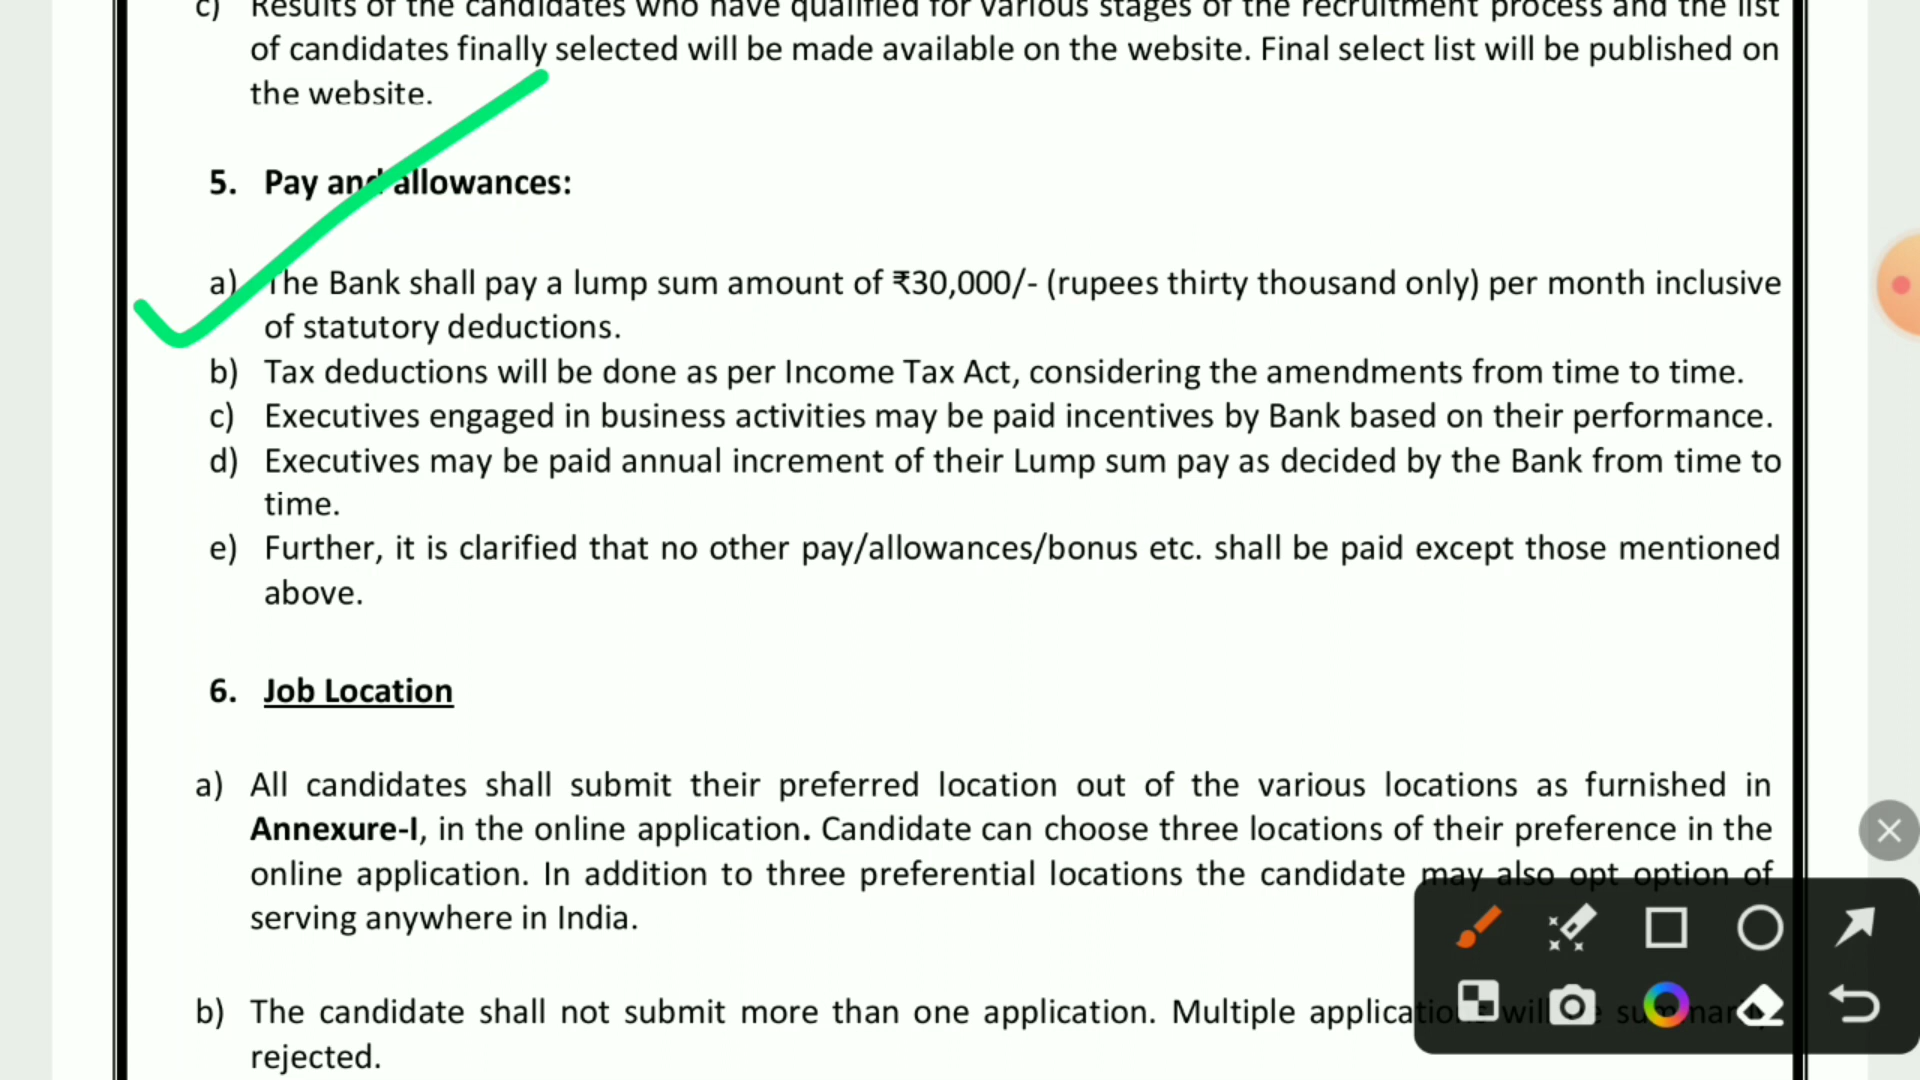 c) Results of the candidates who have qualified for various stages of the recruitment process and the list
of candidates finally selected will be made available on the website. Final select list will be published on
the website.
5. Pay and allowances:
a) The Bank shall pay a lump sum amount of ₹30,000/- (rupees thirty thousand only) per month inclusive
of statutory deductions.
b) Tax deductions will be done as per Income Tax Act, considering the amendments from time to time.
c) Executives engaged in business activities may be paid incentives by Bank based on their performance.
d) Executives may be paid annual increment of their Lump sum pay as decided by the Bank from time to
time.
e) Further, it is clarified that no other pay/allowances/bonus etc. shall be paid except those mentioned
above.
6. Job Location
a) All candidates shall submit their preferred location out of the various locations as furnished in
Annexure-I, in the online application. Candidate can choose three locations of their preference in the
online application. In addition to three preferential locations the candidate may also opt option of
serving anywhere in India.
b) The candidate shall not submit more than one application. Multiple applications will
rejected.